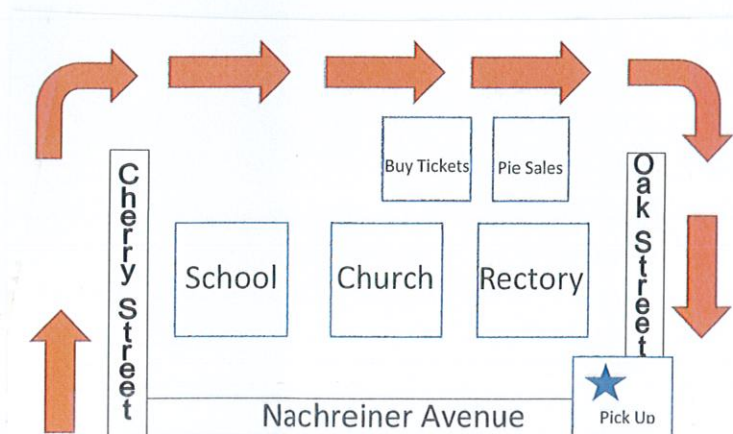 Buy Tickets
Pie Sales
Cherry Street
Oak Street
School
Church
Rectory
Pick Up
Nachreiner Avenue